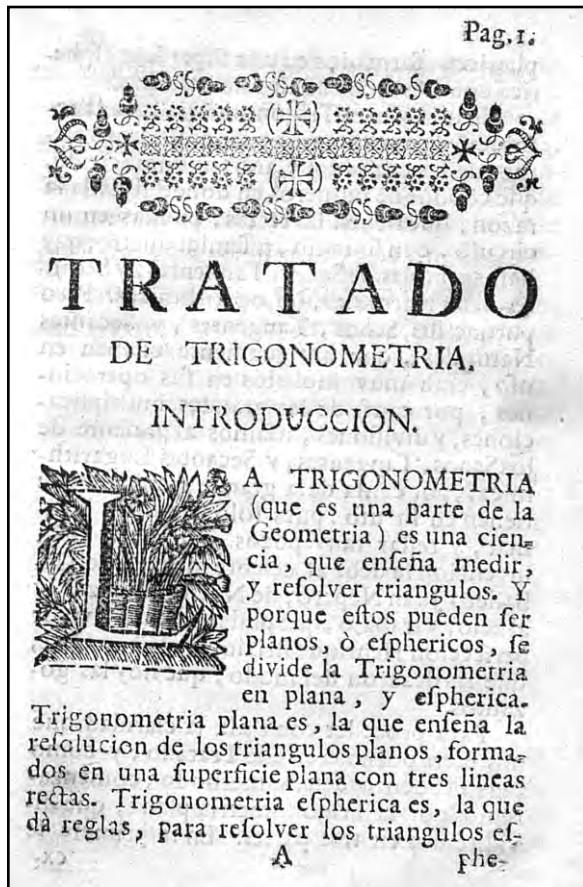 Pag.1.
TRATADO
DE TRIGONOMETRIA.
INTRODUCCION.
LA TRIGONOMETRIA
(que es una parte de la
Geometria) es una cien-
cia, que enſeña medir,
y reſolver triangulos. Y
porque eſtos pueden ſer
planos, ò eſphericos, ſe
divide la Trigonometria
en plana, y eſpherica.
Trigonometria plana es, la que enſeña la
reſolucion de los triangulos planos, forma-
dos en una ſuperficie plana con tres lineas
rectas. Trigonometria eſpherica es, la que
dà reglas, para reſolver los triangulos eſ-
A phe-